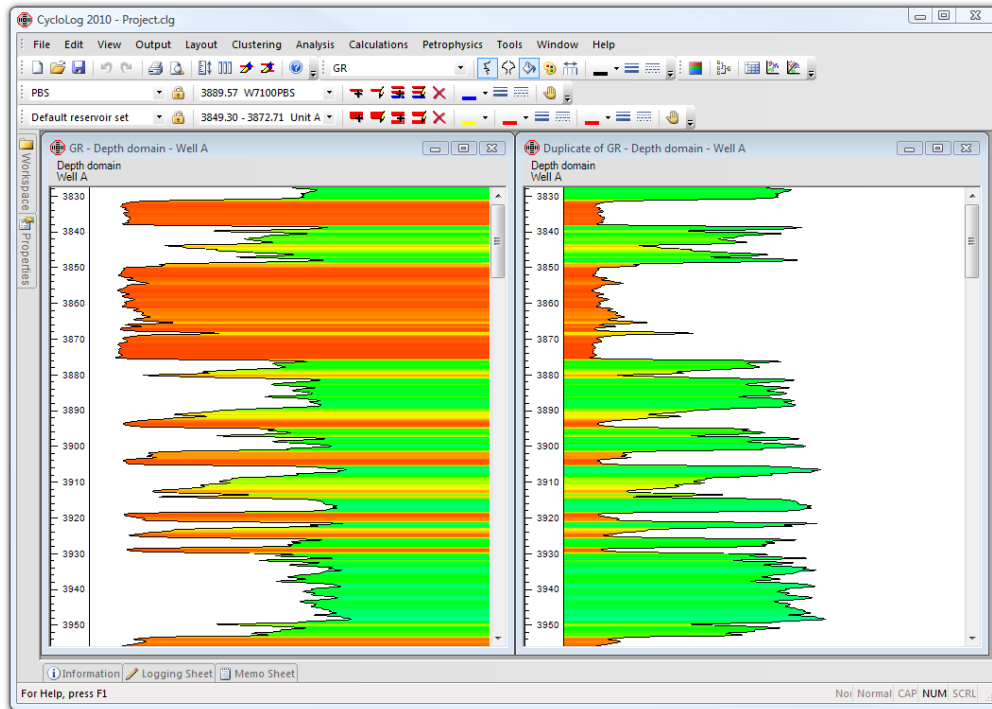 CycloLog 2010 - Project.clg
File Edit View Output Layout Clustering Analysis Calculations Petrophysics Tools Window Help
GR
PBS 3889.57 W7100PBS
Default reservoir set 3849.30 - 3872.71 Unit A
Workspace
Properties
GR - Depth domain - Well A
Depth domain
Well A
3830
3840
3850
3860
3870
3880
3890
3900
3910
3920
3930
3940
3950
Duplicate of GR - Depth domain - Well A
Depth domain
Well A
3830
3840
3850
3860
3870
3880
3890
3900
3910
3920
3930
3940
3950
Information Logging Sheet Memo Sheet
For Help, press F1 Normal CAP NUM SCRL